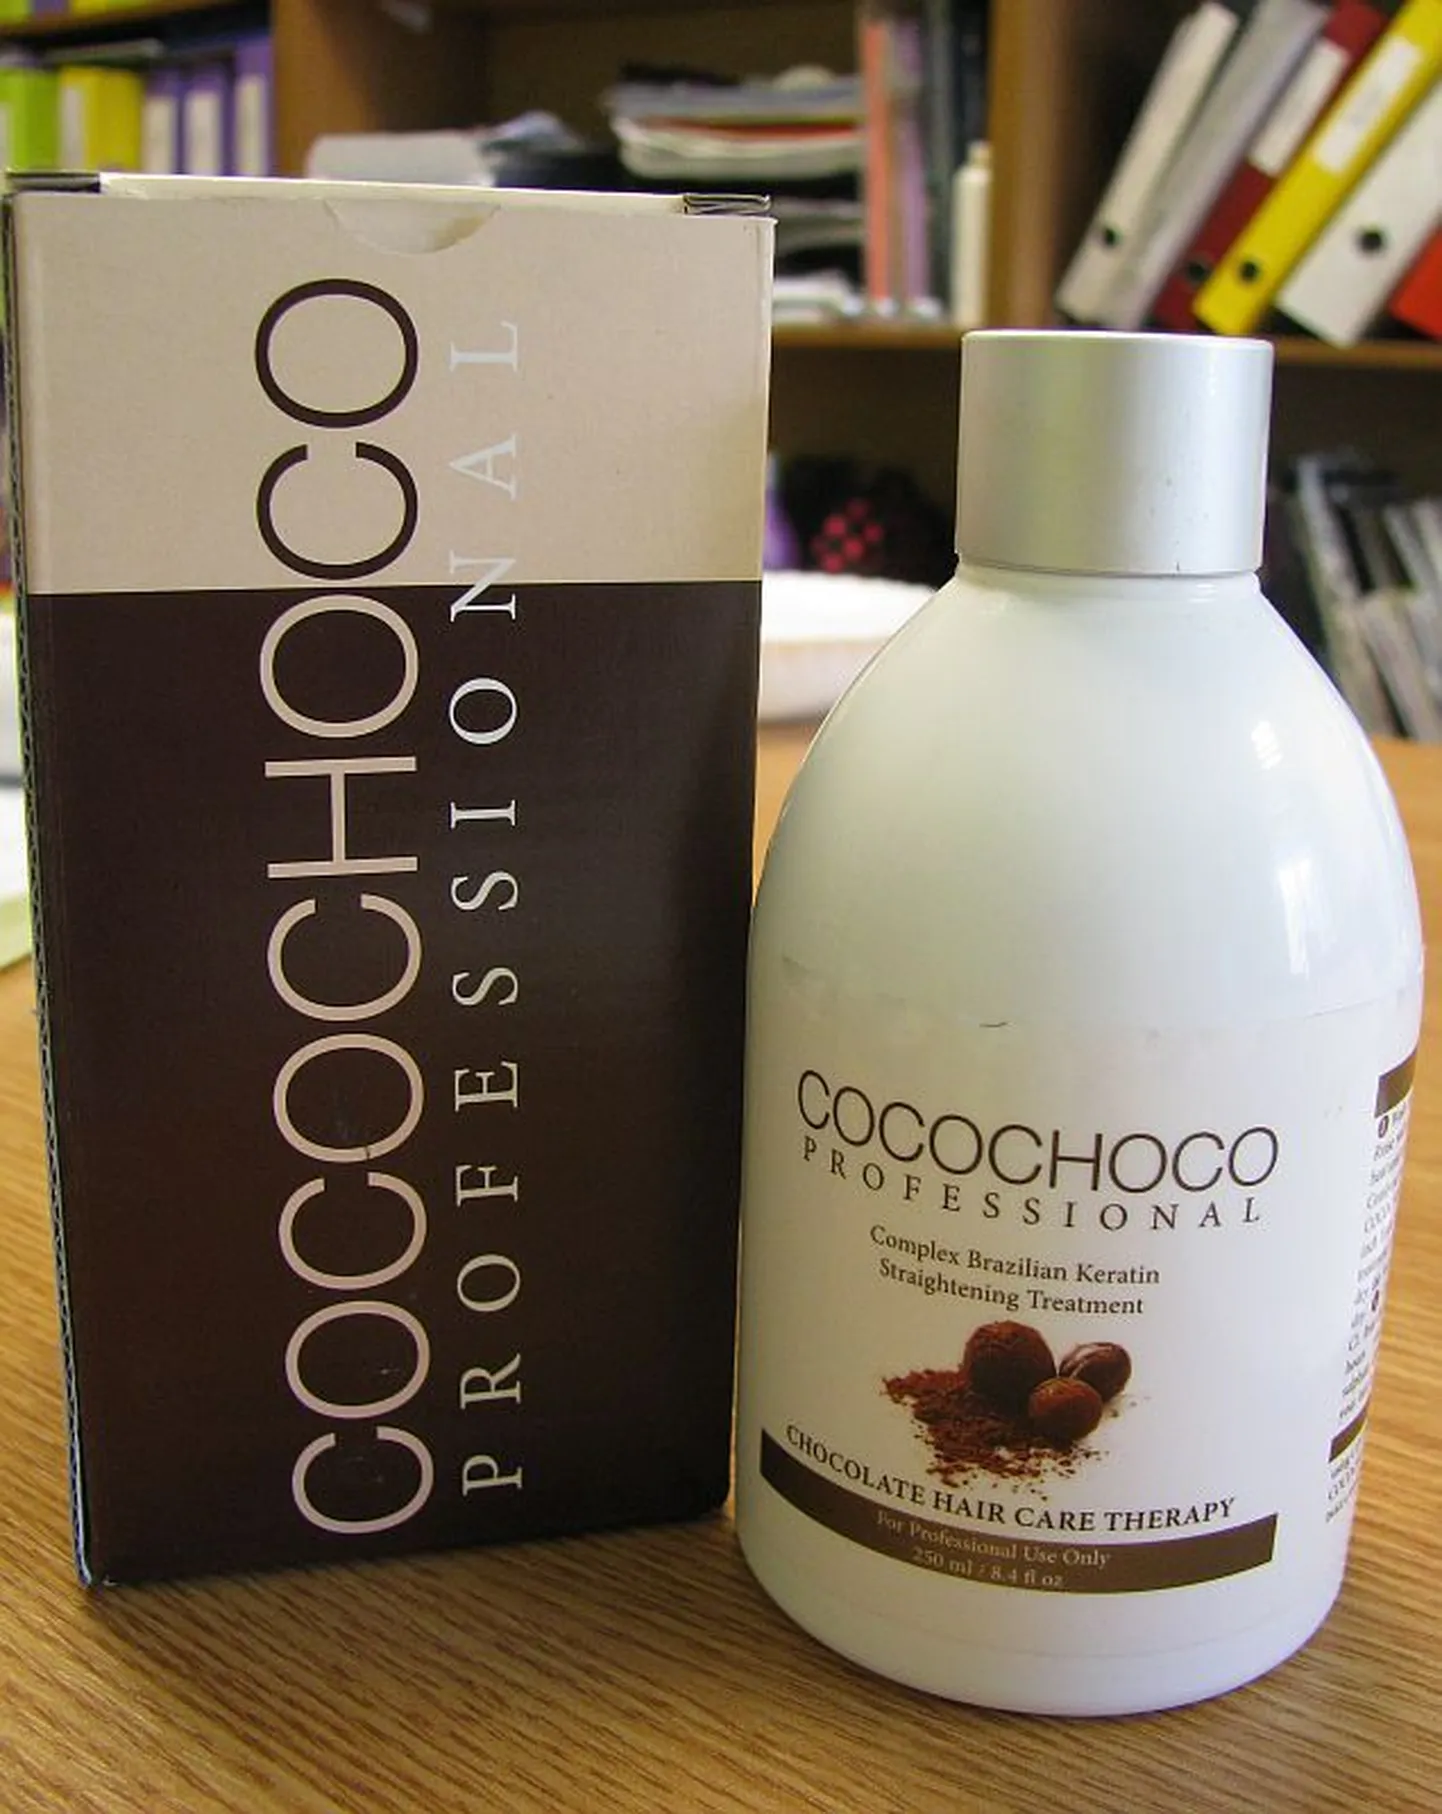 COCOCHOCO
PROFESSIONAL
COCOCHOCO
PROFESSIONAL
Complex Brazilian Keratin
Straightening Treatment
CHOCOLATE HAIR CARE THERAPY
For Professional Use Only
250 ml / 8.4 fl oz